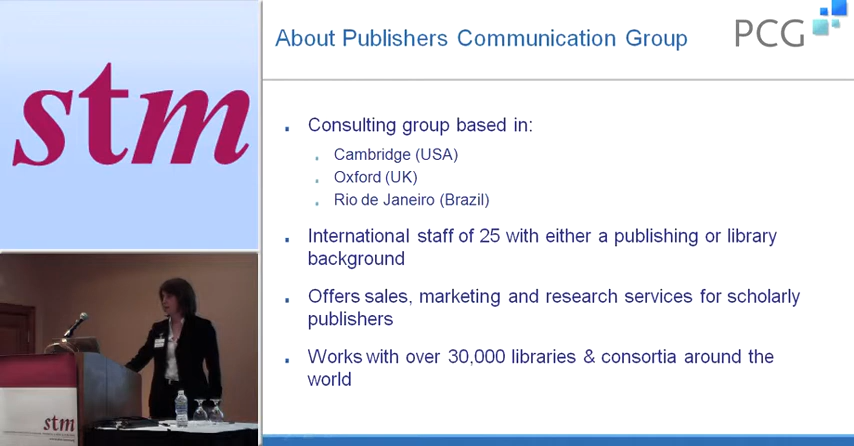 stm
About Publishers Communication Group
PCG
Consulting group based in:
Cambridge (USA)
Oxford (UK)
Rio de Janeiro (Brazil)
International staff of 25 with either a publishing or library
background
Offers sales, marketing and research services for scholarly
publishers
Works with over 30,000 libraries & consortia around the
world
stm